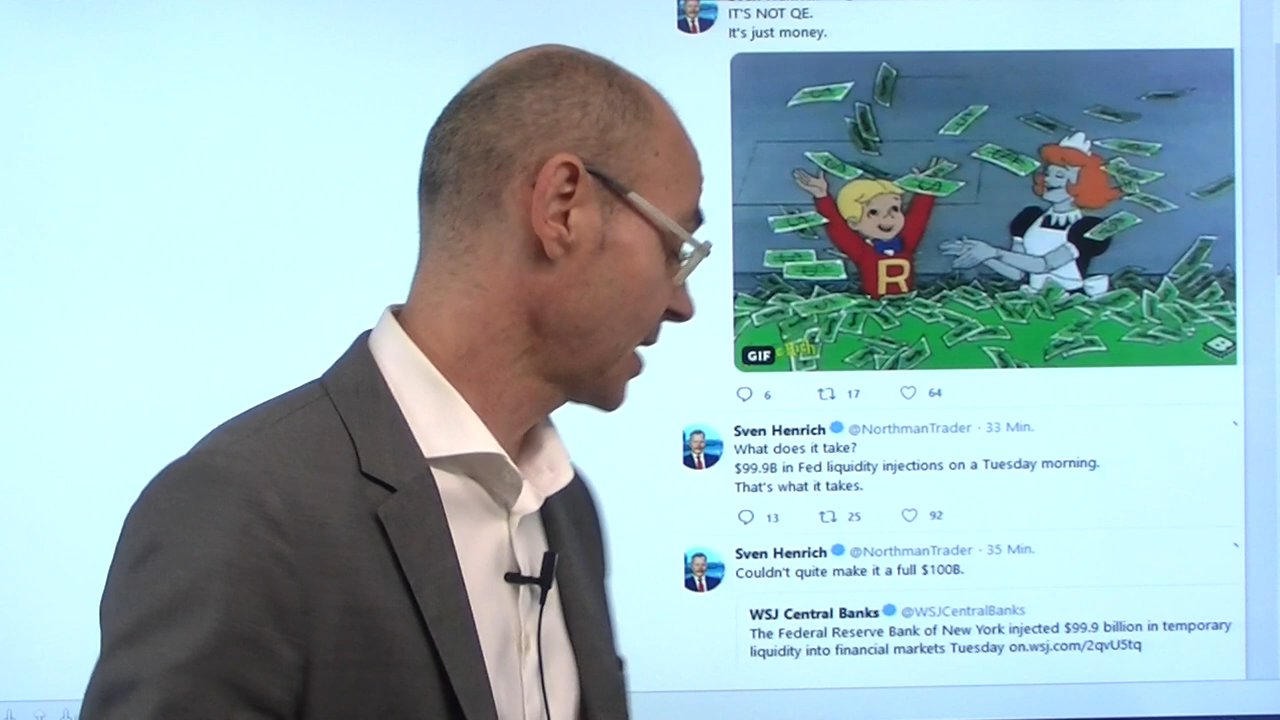 IT'S NOT QE.
It's just money.
R
GIF
Rich
6 17 64
Sven Henrich @NorthmanTrader · 33 Min.
What does it take?
$99.9B in Fed liquidity injections on a Tuesday morning.
That's what it takes.
13 25 92
Sven Henrich @NorthmanTrader · 35 Min.
Couldn't quite make it a full $100B.
WSJ Central Banks @WSJCentralBanks
The Federal Reserve Bank of New York injected $99.9 billion in temporary
liquidity into financial markets Tuesday on.wsj.com/2qvU5tq